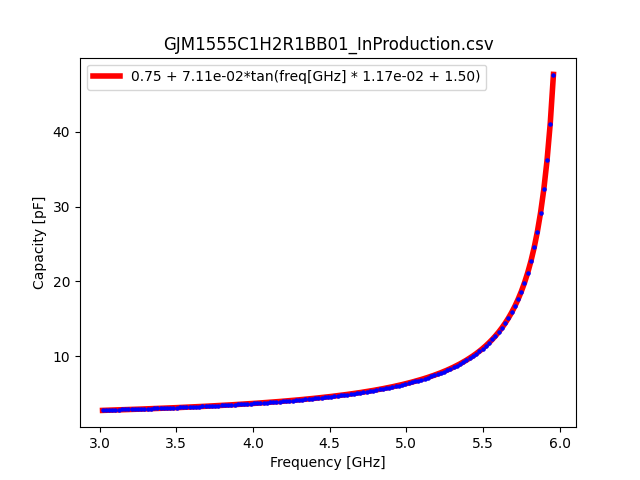 GJM1555C1H2R1BB01_InProduction.csv
0.75 + 7.11e-02*tan(freq[GHz] * 1.17e-02 + 1.50)
Capacity [pF]
40
30
20
10
3.0 3.5 4.0 4.5 5.0 5.5 6.0
Frequency [GHz]